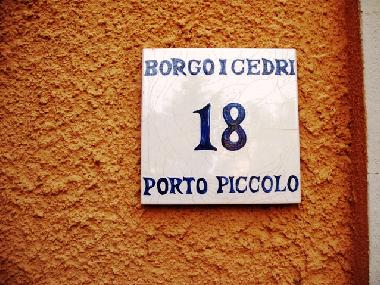 BORGO I CEDRI
18
PORTO PICCOLO